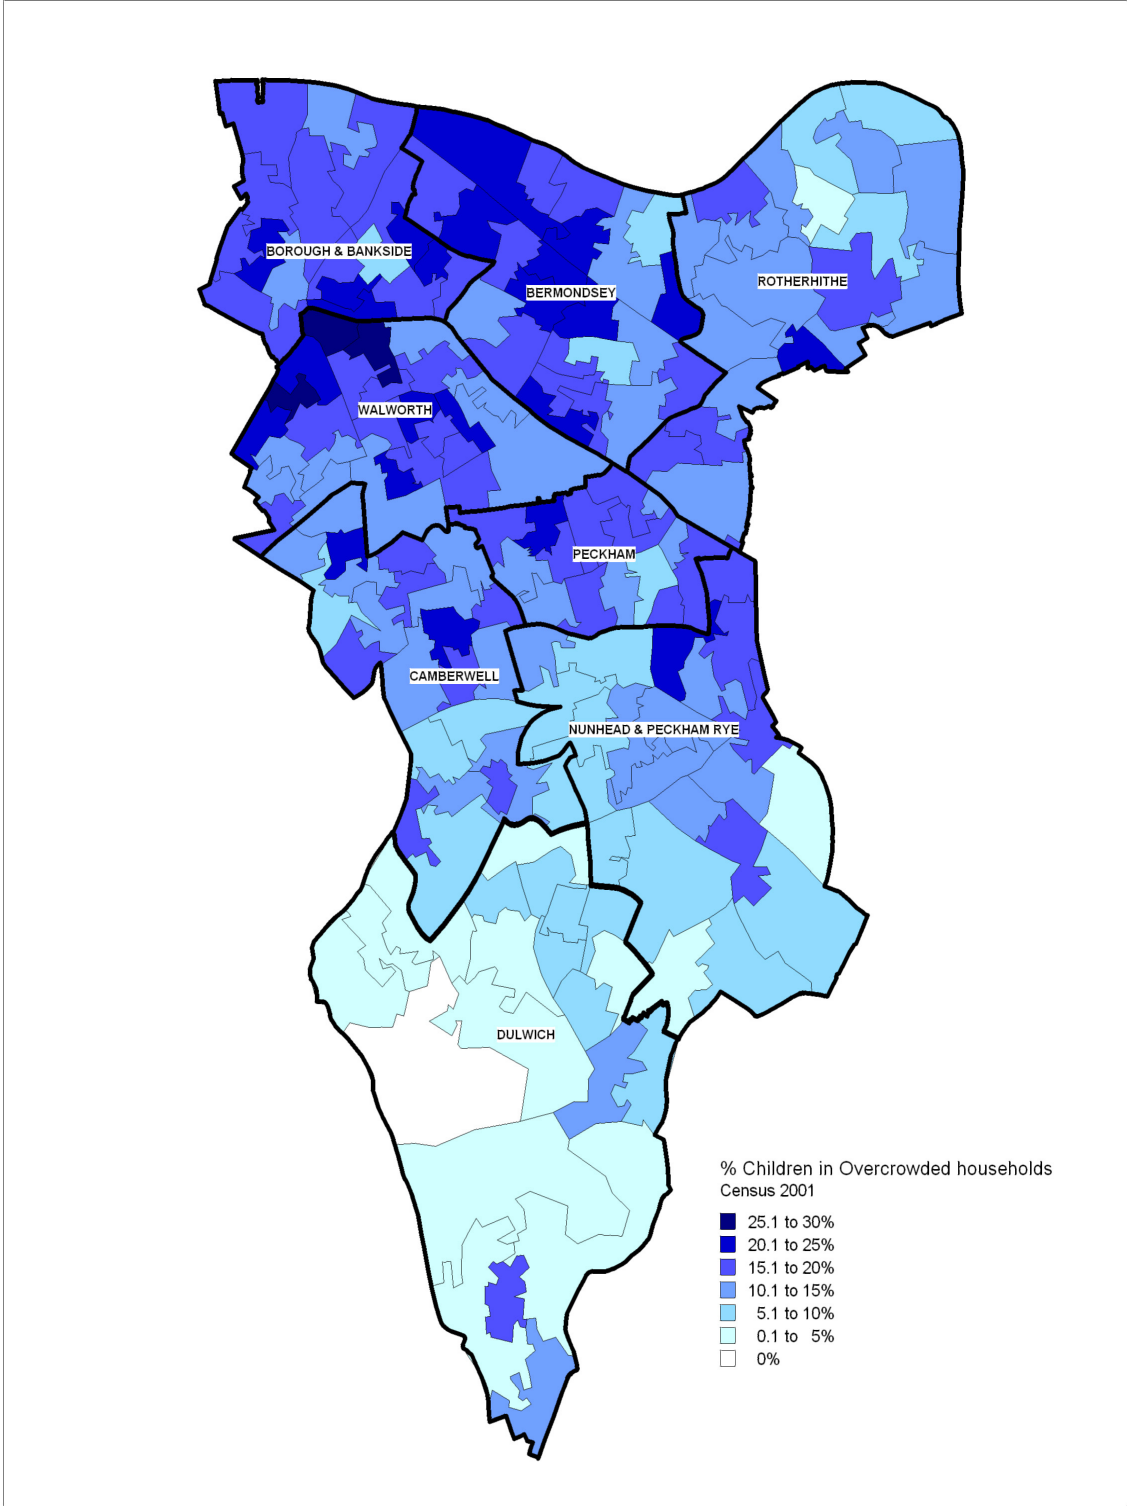 BOROUGH & BANKSIDE
BERMONDSEY
ROTHERHITHE
WALWORTH
PECKHAM
CAMBERWELL
NUNHEAD & PECKHAM RYE
DULWICH
% Children in Overcrowded households
Census 2001
25.1 to 30%
20.1 to 25%
15.1 to 20%
10.1 to 15%
5.1 to 10%
0.1 to 5%
0%